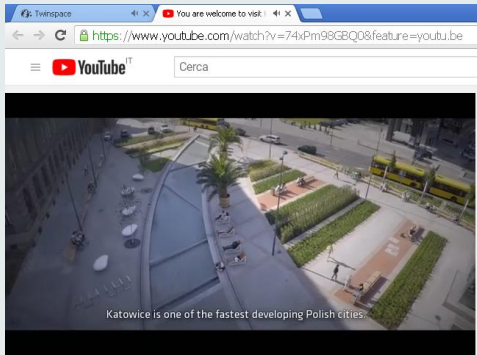 Twinspace
You are welcome to visit
https://www.youtube.com/watch?v=74xPm98GBQ0&feature=youtu.be
YouTube IT
Cerca
Katowice is one of the fastest developing Polish cities.